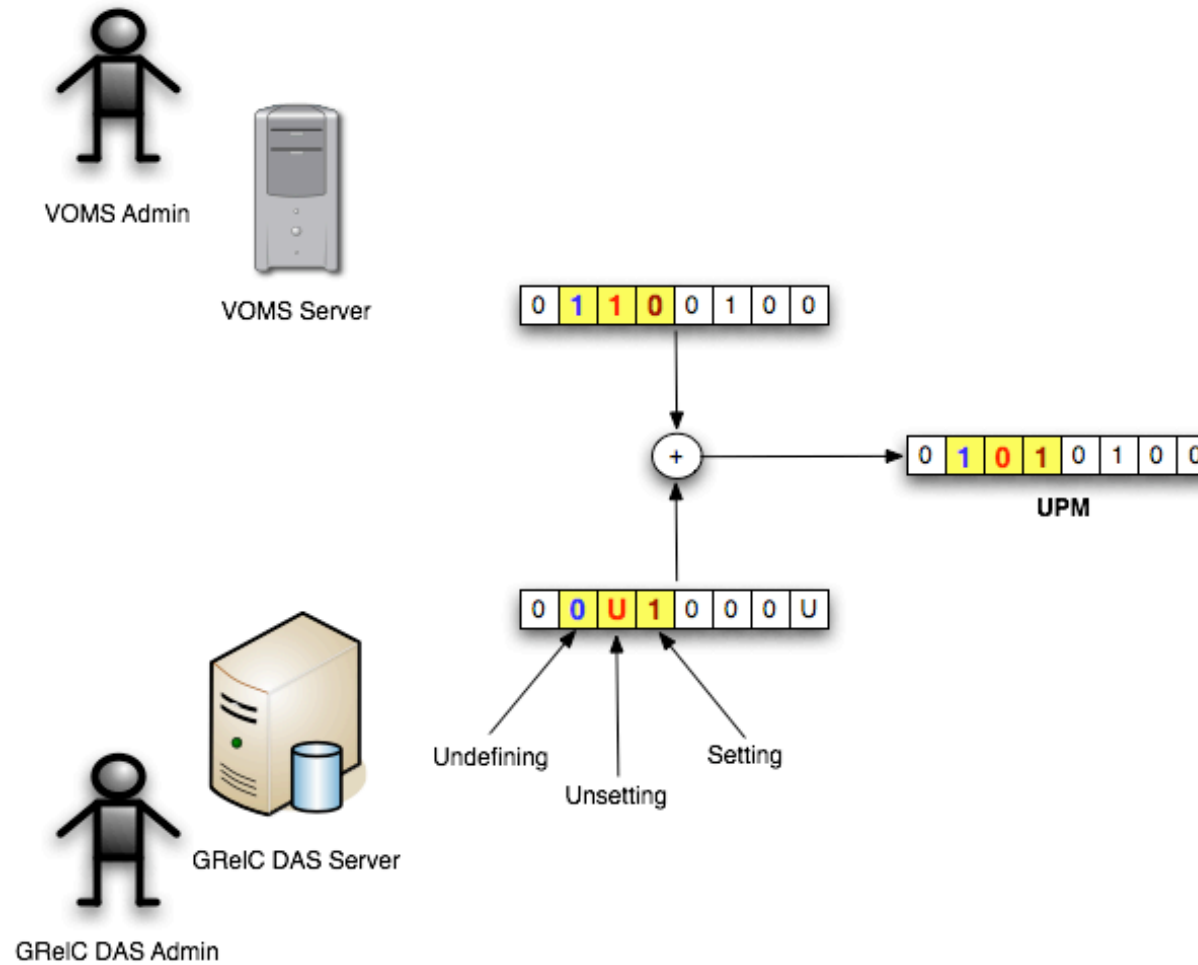 VOMS Admin
VOMS Server
0 1 1 0 0 1 0 0
+
0 1 0 1 0 1 0 0
UPM
0 0 U 1 0 0 0 U
Undefining
Setting
Unsetting
GRelC DAS Server
GRelC DAS Admin